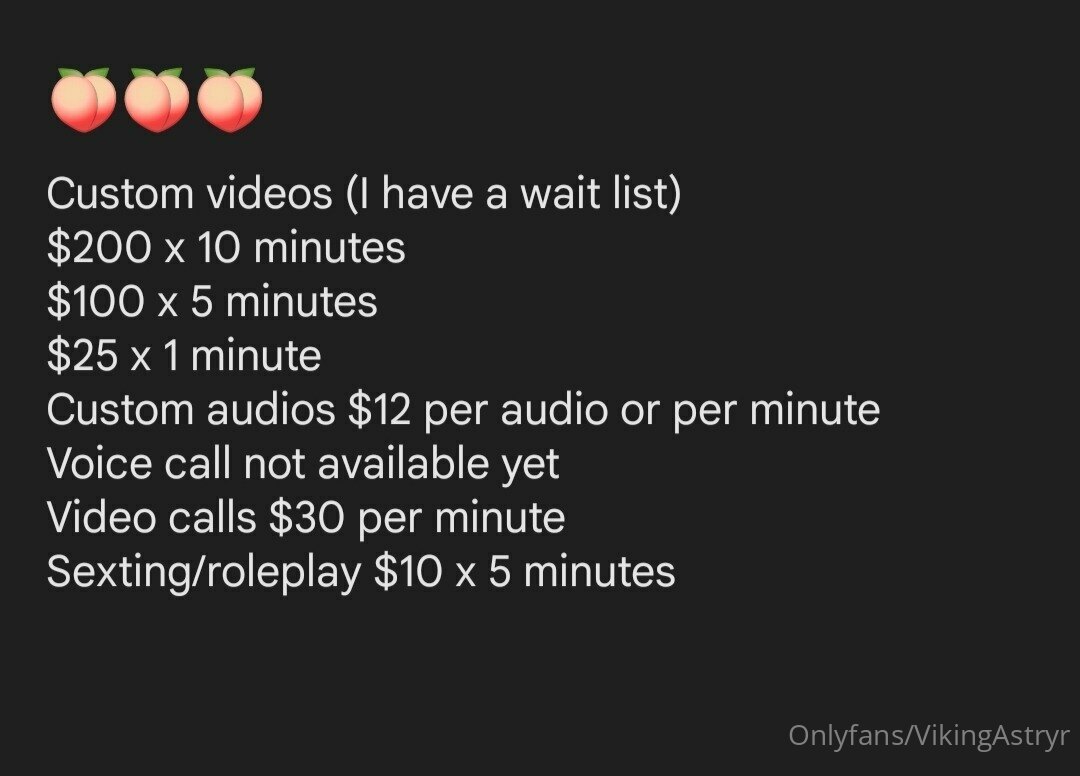 🍑🍑🍑
Custom videos (I have a wait list)
$200 x 10 minutes
$100 x 5 minutes
$25 x 1 minute
Custom audios $12 per audio or per minute
Voice call not available yet
Video calls $30 per minute
Sexting/roleplay $10 x 5 minutes
Onlyfans/VikingAstryr